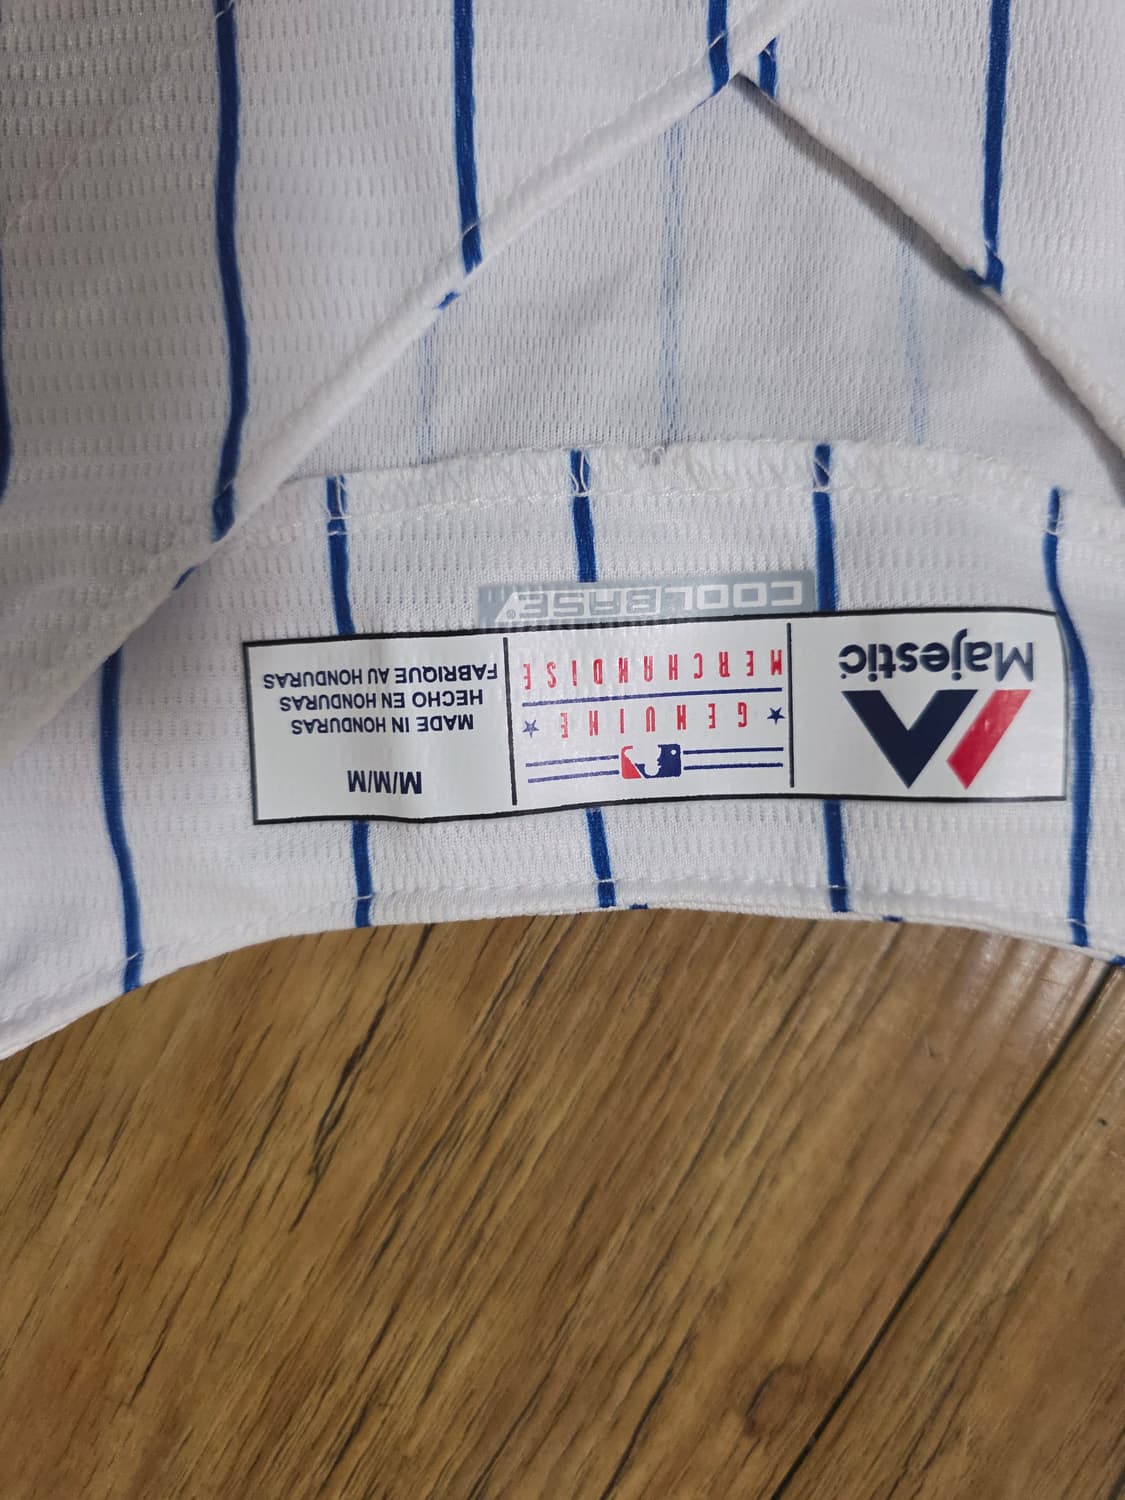 Majestic
GENUINE
MERCHANDISE
M/M/M
MADE IN HONDURAS
HECHO EN HONDURAS
FABRIQUE AU HONDURAS
COOLBASE®